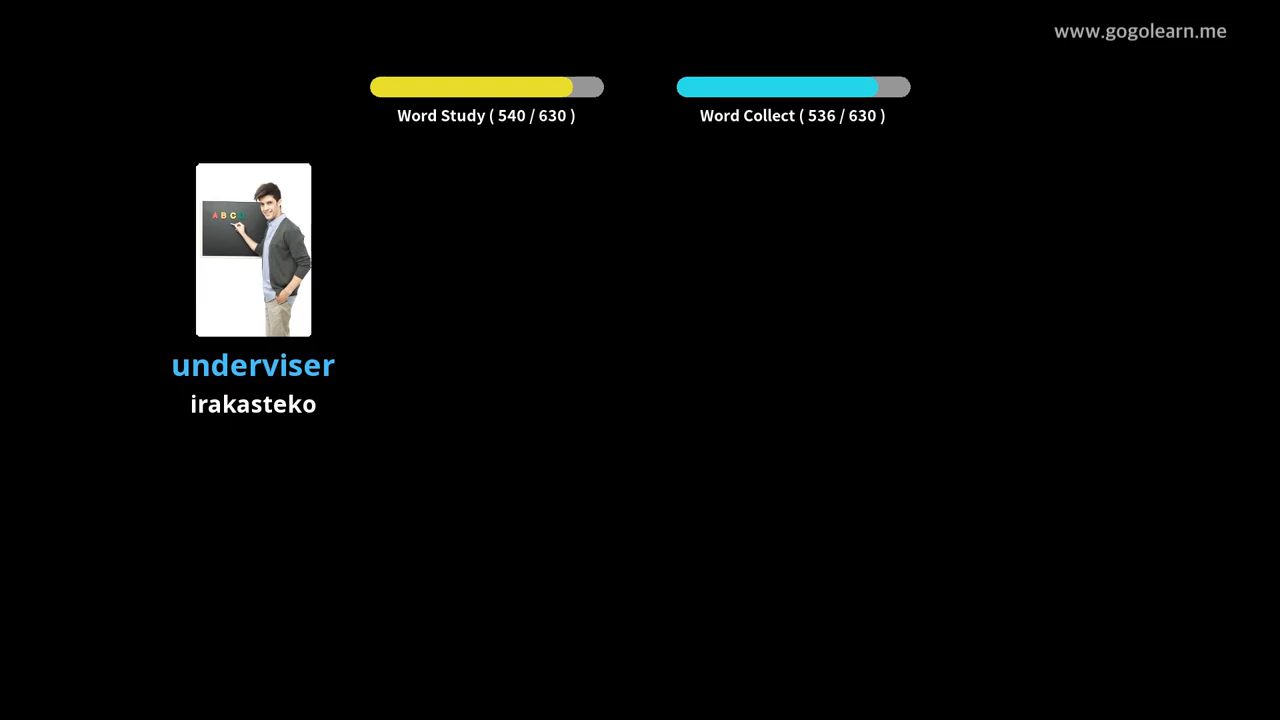 www.gogolearn.me
Word Study ( 540 / 630 )
Word Collect ( 536 / 630 )
A B C D
underviser
irakasteko